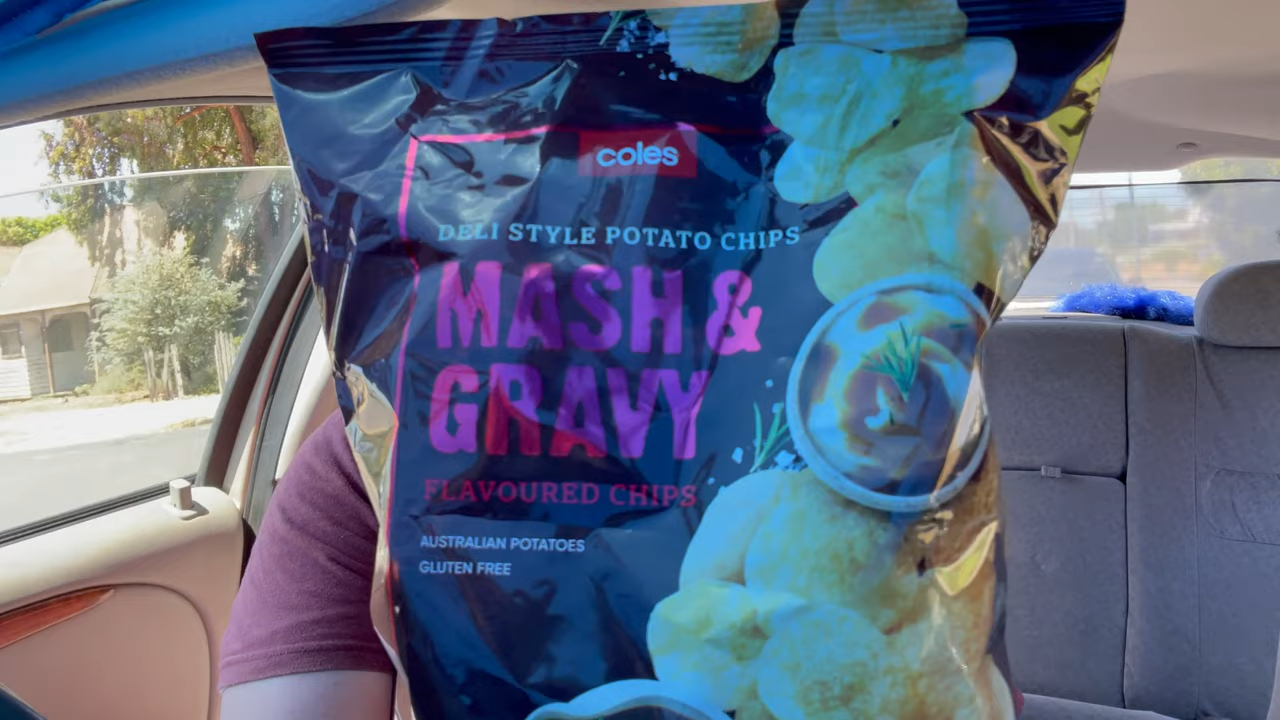 coles
DELI STYLE POTATO CHIPS
MASH &
GRAVY
FLAVOURED CHIPS
AUSTRALIAN POTATOES
GLUTEN FREE